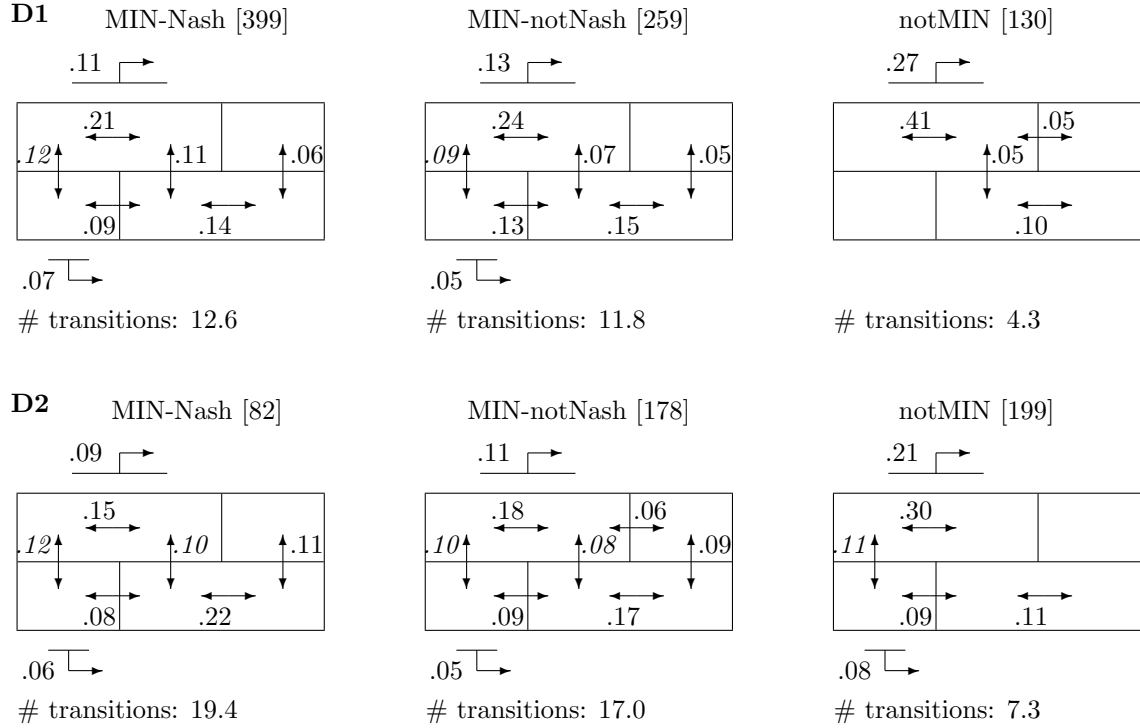 D1 MIN-Nash [399] MIN-notNash [259] notMIN [130]
.11 .13 .27
.21 .24 .41 .05
.12 .11 .06 .09 .07 .05 .05
.09 .14 .13 .15 .10
.07 .05
# transitions: 12.6 # transitions: 11.8 # transitions: 4.3
D2 MIN-Nash [82] MIN-notNash [178] notMIN [199]
.09 .11 .21
.15 .18 .06 .30
.12 .10 .11 .10 .08 .09 .11
.08 .22 .09 .17 .09 .11
.06 .05 .08
# transitions: 19.4 # transitions: 17.0 # transitions: 7.3